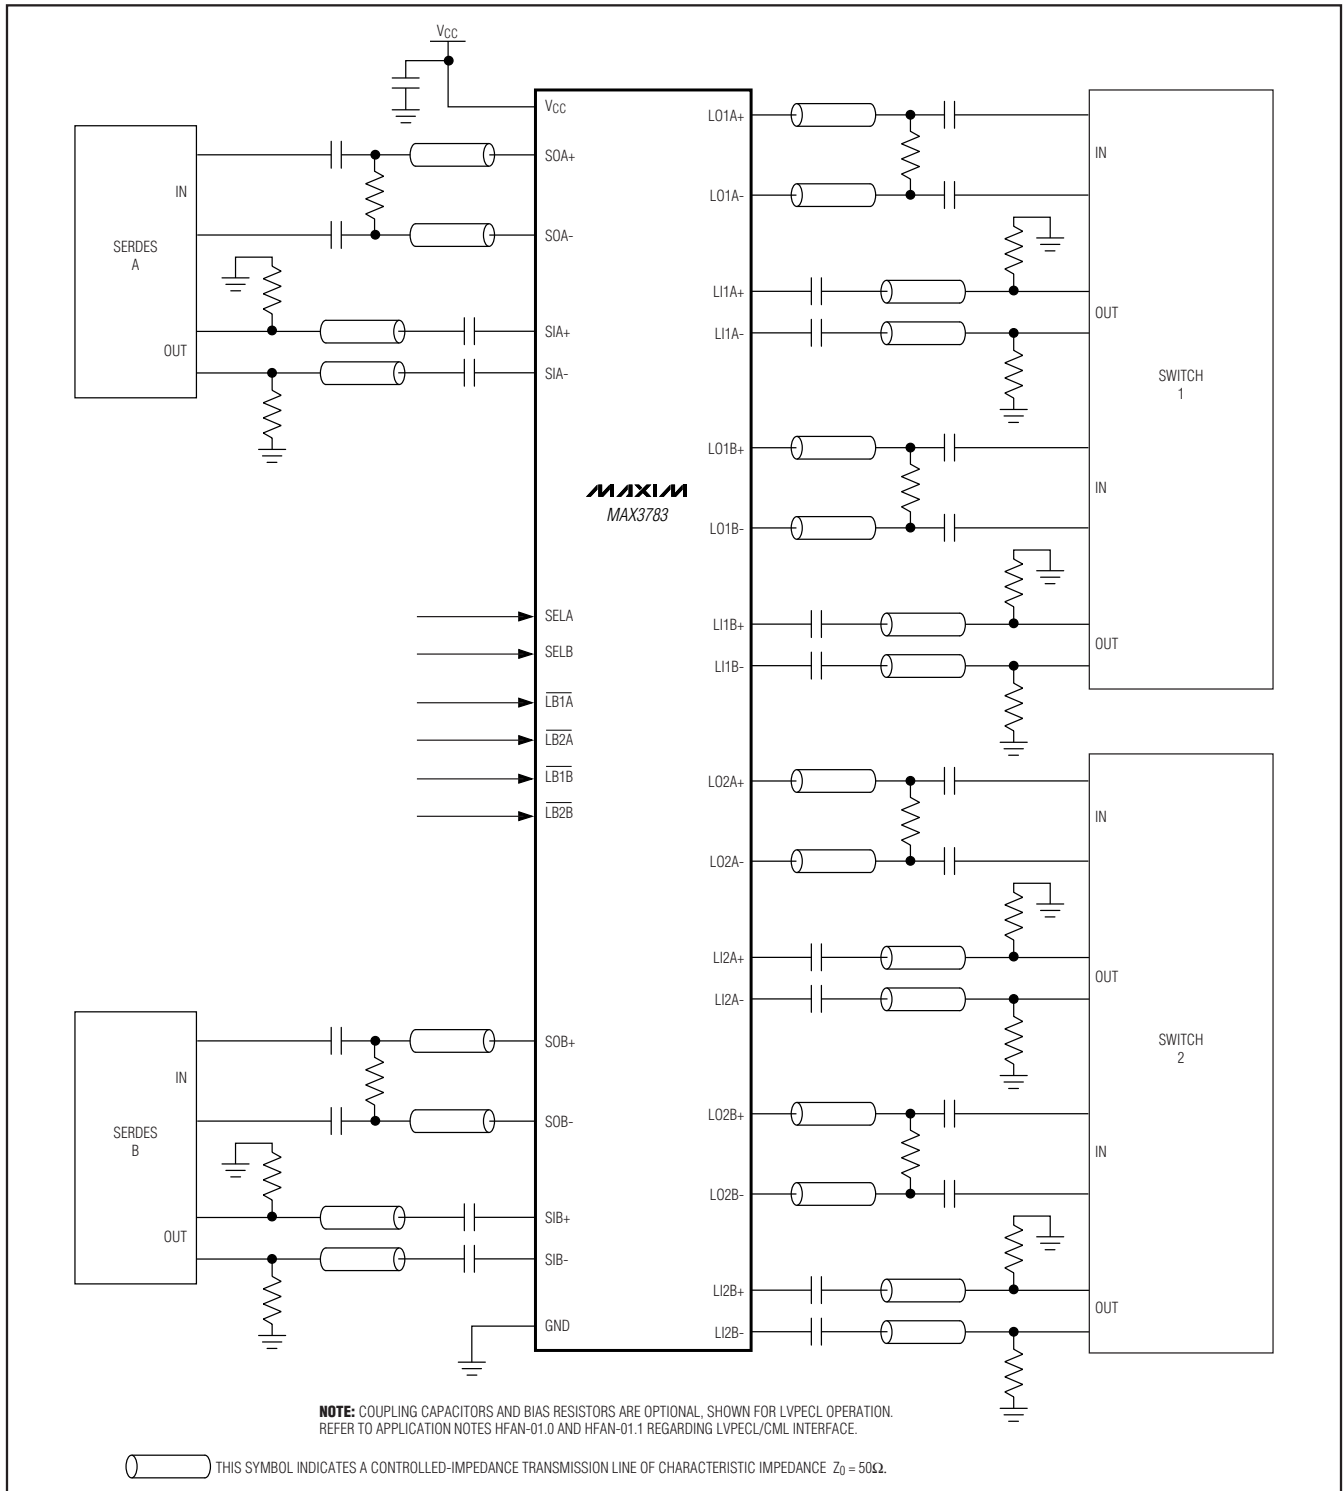 VCC
VCC
SOA+
SOA-
SIA+
SIA-
SERDES
A
IN
OUT
LO1A+
LO1A-
LI1A+
LI1A-
IN
OUT
SWITCH
1
LO1B+
LO1B-
IN
MAXIM
MAX3783
LI1B+
LI1B-
OUT
SELA
SELB
LB1A
LB2A
LB1B
LB2B
LO2A+
LO2A-
IN
LI2A+
LI2A-
OUT
SWITCH
2
SOB+
SOB-
SIB+
SIB-
SERDES
B
IN
OUT
GND
LO2B+
LO2B-
IN
LI2B+
LI2B-
OUT
NOTE: COUPLING CAPACITORS AND BIAS RESISTORS ARE OPTIONAL, SHOWN FOR LVPECL OPERATION.
REFER TO APPLICATION NOTES HFAN-01.0 AND HFAN-01.1 REGARDING LVPECL/CML INTERFACE.
THIS SYMBOL INDICATES A CONTROLLED-IMPEDANCE TRANSMISSION LINE OF CHARACTERISTIC IMPEDANCE Z0 = 50Ω.